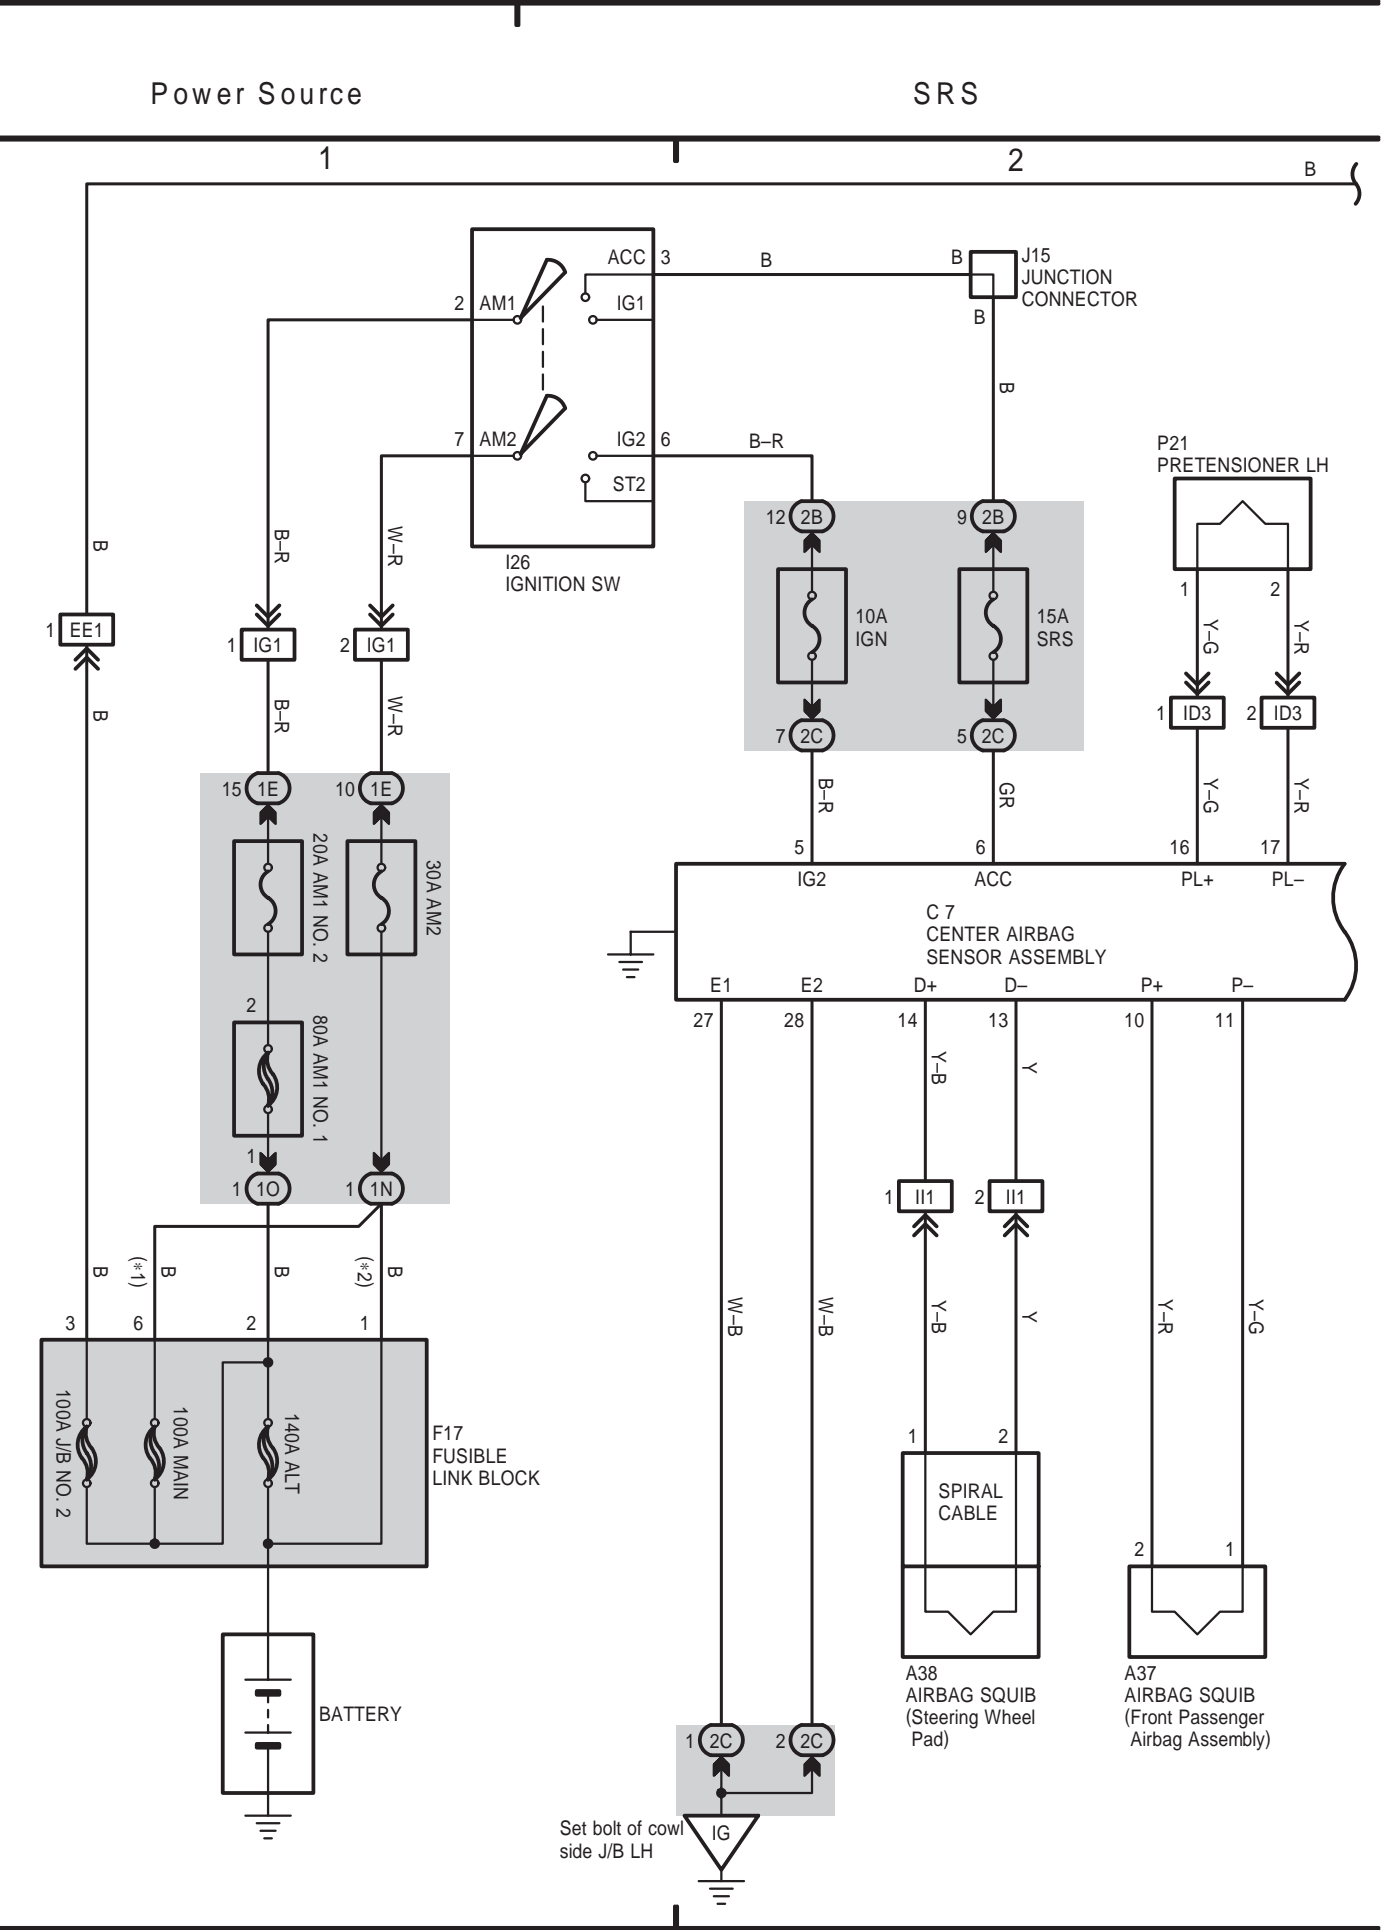 Power Source
SRS
1
2
B
ACC 3
B
B
J15
JUNCTION
CONNECTOR
2 AM1
IG1
B
B
7 AM2
IG2 6
B–R
ST2
P21
PRETENSIONER LH
I26
IGNITION SW
B
B–R
W–R
12 2B
9 2B
1
2
10A
IGN
15A
SRS
Y–G
Y–R
1 EE1
1 IG1
2 IG1
B
B–R
W–R
1 ID3
2 ID3
7 2C
5 2C
15 1E
10 1E
B–R
GR
Y–G
Y–R
20A AM1 NO. 2
30A AM2
5
6
16
17
IG2
ACC
PL+
PL–
C 7
CENTER AIRBAG
SENSOR ASSEMBLY
E1
E2
D+
D–
P+
P–
2
80A AM1 NO. 1
1
27
28
14
13
10
11
Y–B
Y
1 1O
1 1N
1 II1
2 II1
B
(*1)
B
B
(*2)
B
3
6
2
1
W–B
W–B
Y–B
Y
Y–R
Y–G
100A J/B NO. 2
100A MAIN
140A ALT
F17
FUSIBLE
LINK BLOCK
1
2
SPIRAL
CABLE
2
1
A38
AIRBAG SQUIB
(Steering Wheel
Pad)
A37
AIRBAG SQUIB
(Front Passenger
Airbag Assembly)
BATTERY
1 2C
2 2C
Set bolt of cowl
side J/B LH
IG